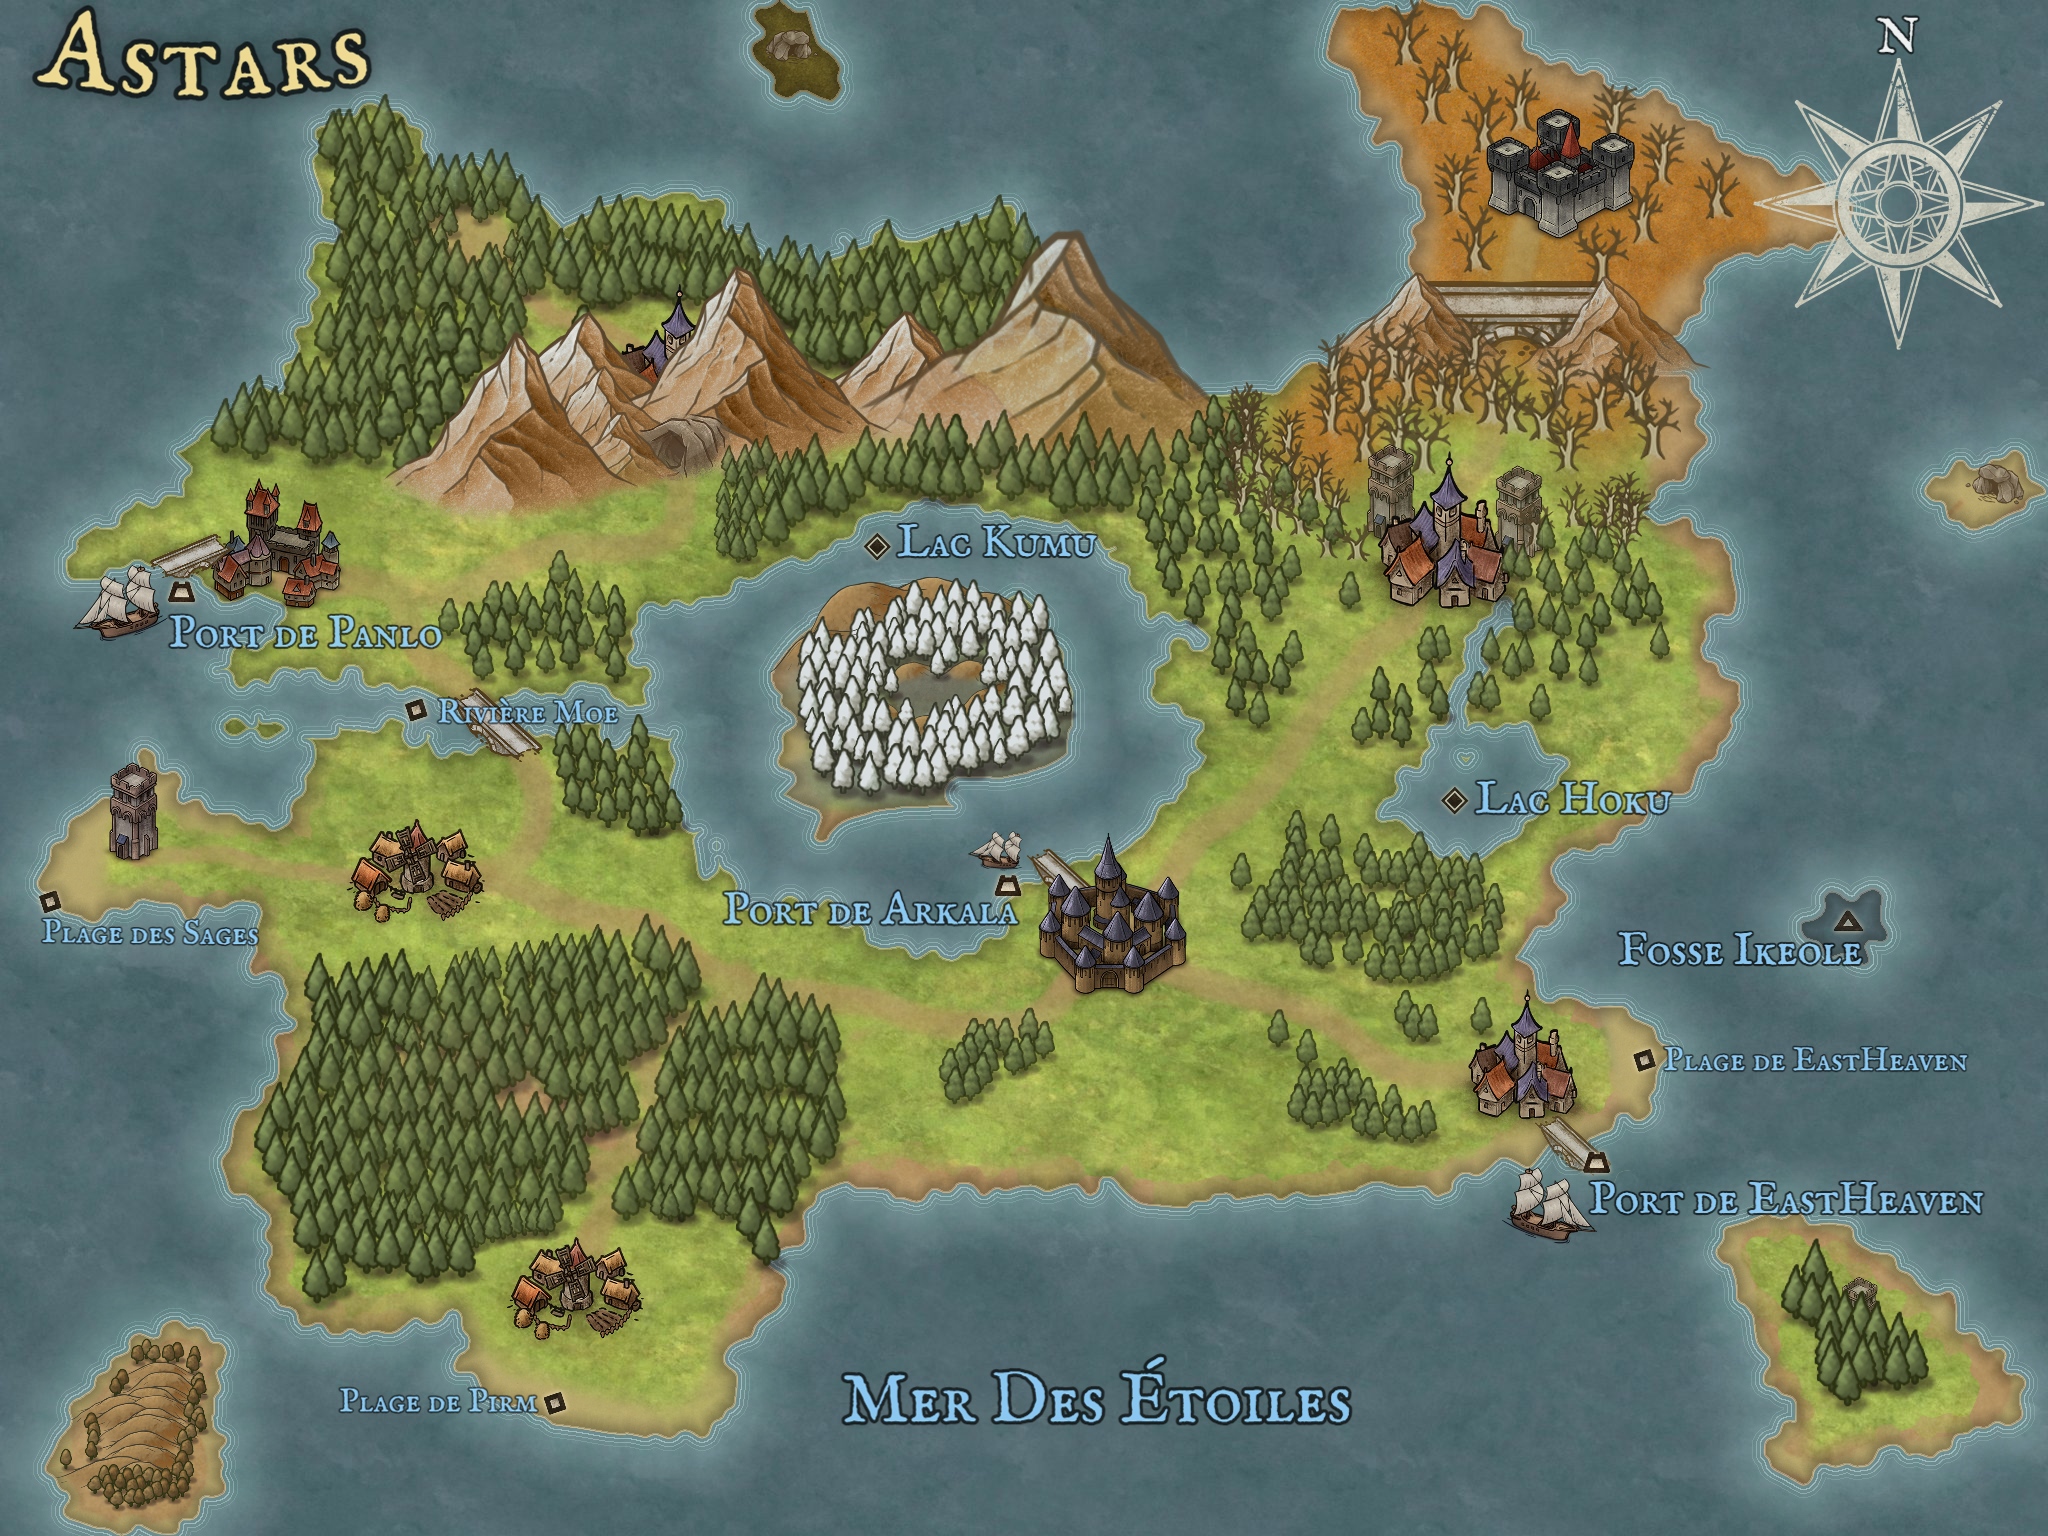 Astars
N
Lac Kumu
Port de Panlo
Rivière Moe
Lac Hoku
Port de Arkala
Plage des Sages
Fosse Ikeole
Plage de EastHeaven
Port de EastHeaven
Mer Des Étoiles
Plage de Pirm